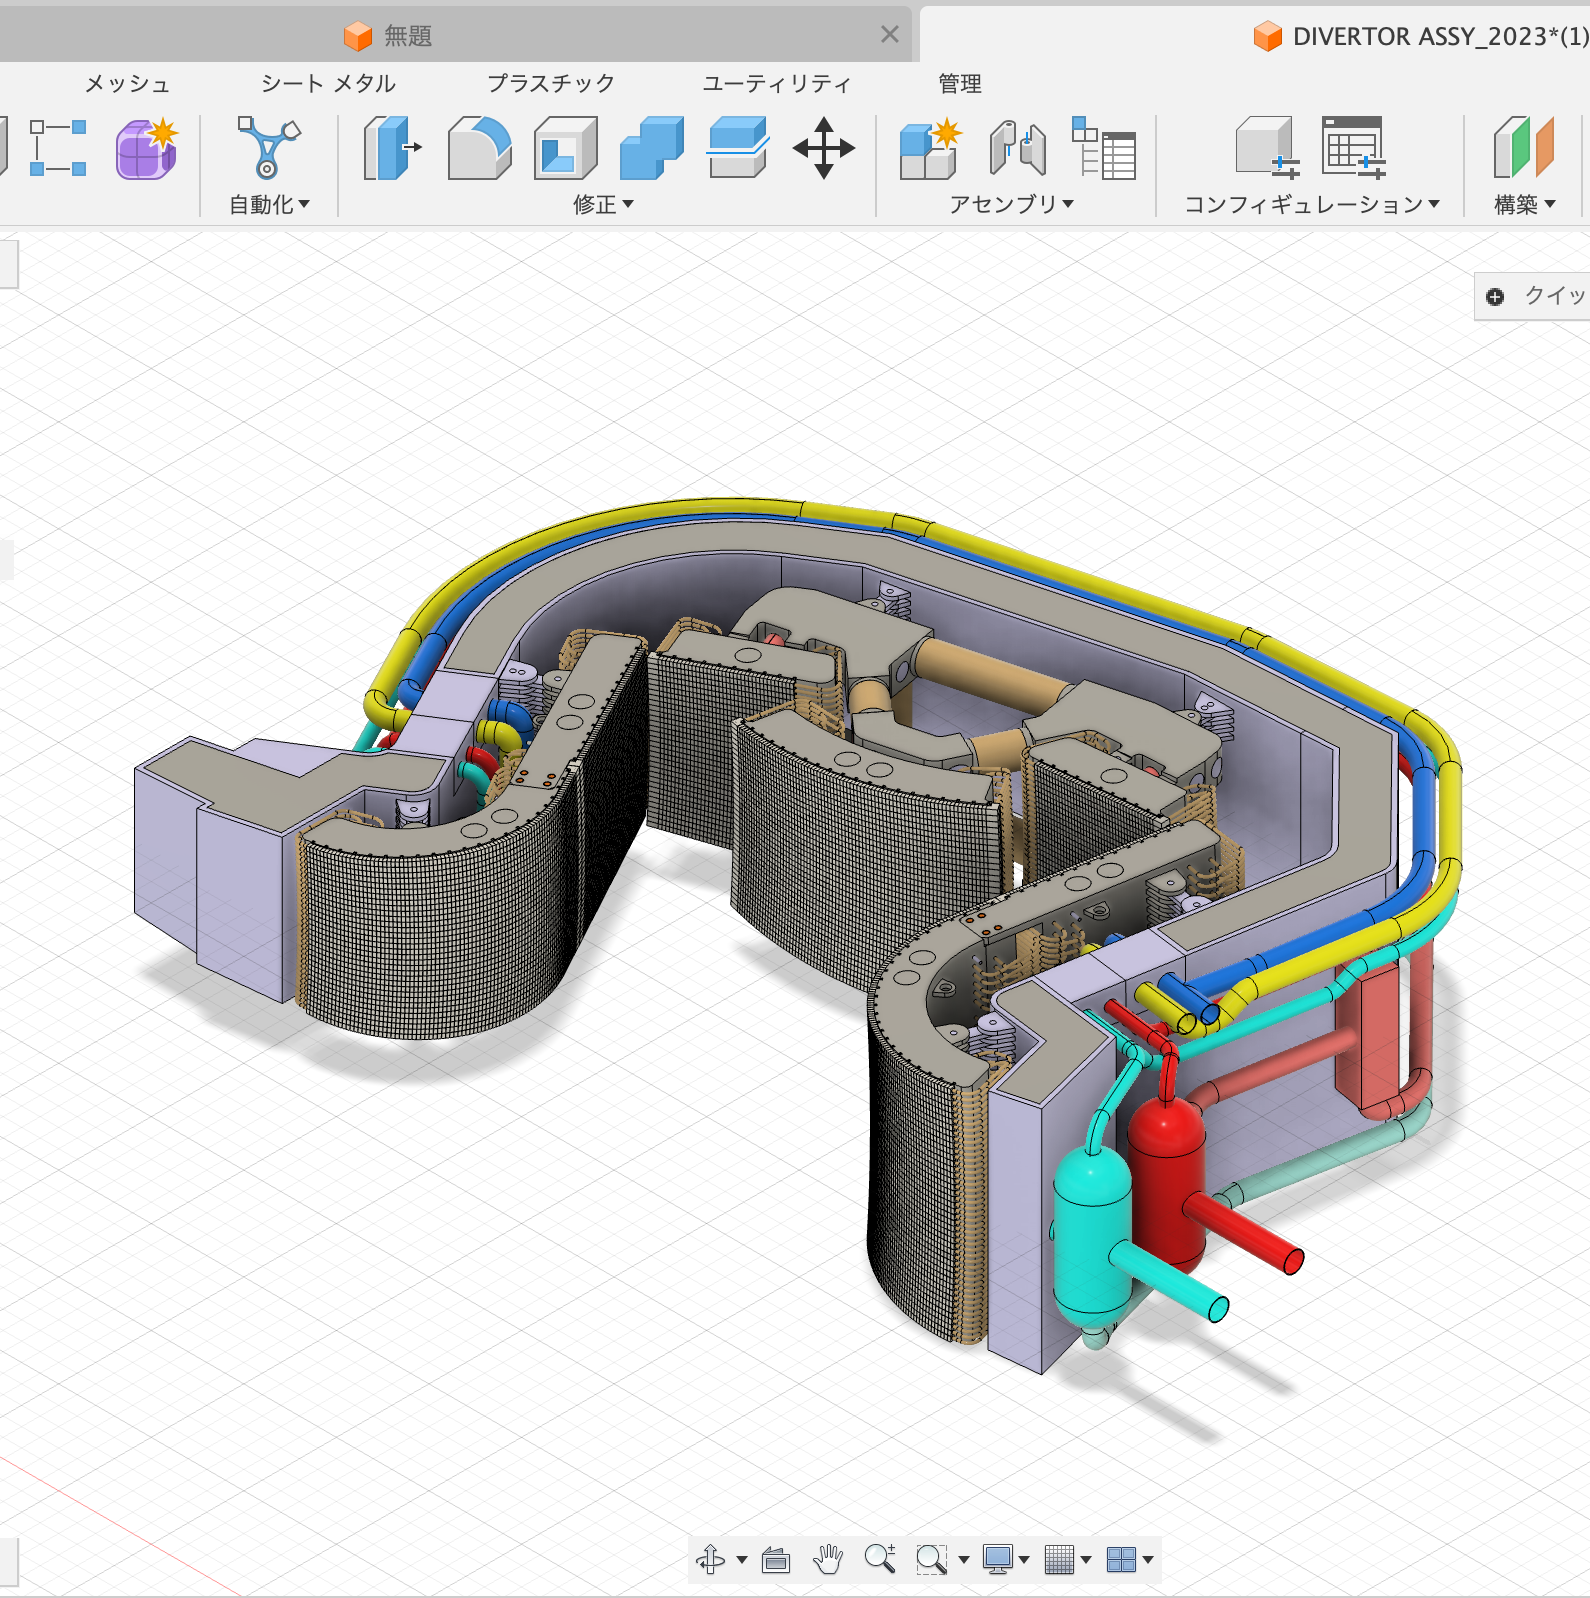 無題
DIVERTOR ASSY_2023*(1)
メッシュ
シート メタル
プラスチック
ユーティリティ
管理
自動化
修正
アセンブリ
コンフィギュレーション
構築
クイッ